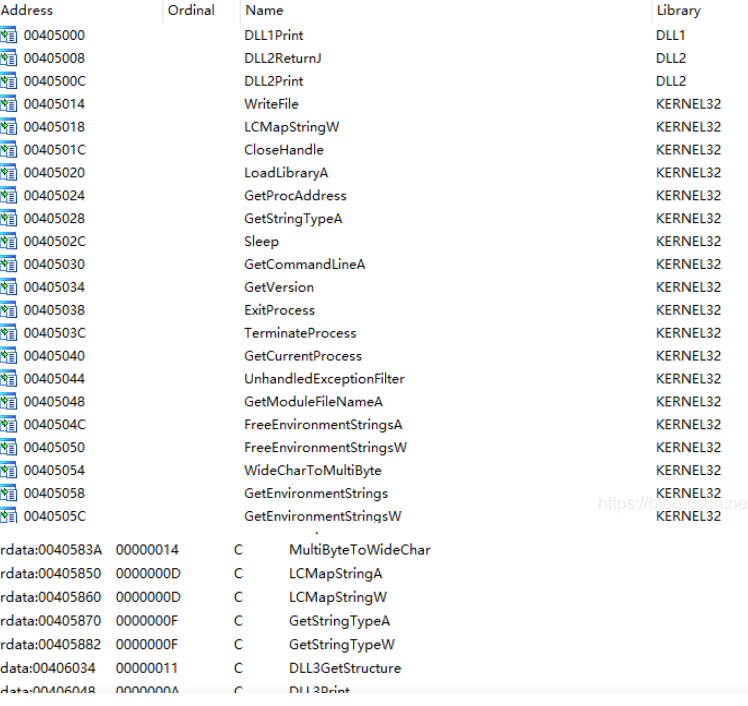 Address Ordinal Name Library
00405000 DLL1Print DLL1
00405008 DLL2ReturnJ DLL2
0040500C DLL2Print DLL2
00405014 WriteFile KERNEL32
00405018 LCMapStringW KERNEL32
0040501C CloseHandle KERNEL32
00405020 LoadLibraryA KERNEL32
00405024 GetProcAddress KERNEL32
00405028 GetStringTypeA KERNEL32
0040502C Sleep KERNEL32
00405030 GetCommandLineA KERNEL32
00405034 GetVersion KERNEL32
00405038 ExitProcess KERNEL32
0040503C TerminateProcess KERNEL32
00405040 GetCurrentProcess KERNEL32
00405044 UnhandledExceptionFilter KERNEL32
00405048 GetModuleFileNameA KERNEL32
0040504C FreeEnvironmentStringsA KERNEL32
00405050 FreeEnvironmentStringsW KERNEL32
00405054 WideCharToMultiByte KERNEL32
00405058 GetEnvironmentStrings KERNEL32
https://blog.csdn.ne
0040505C GetEnvironmentStringsW KERNEL32
rdata:0040583A 00000014 C MultiByteToWideChar
rdata:00405850 0000000D C LCMapStringA
rdata:00405860 0000000D C LCMapStringW
rdata:00405870 0000000F C GetStringTypeA
rdata:00405882 0000000F C GetStringTypeW
data:00406034 00000011 C DLL3GetStructure
data:00406048 0000000A C DLL3Print